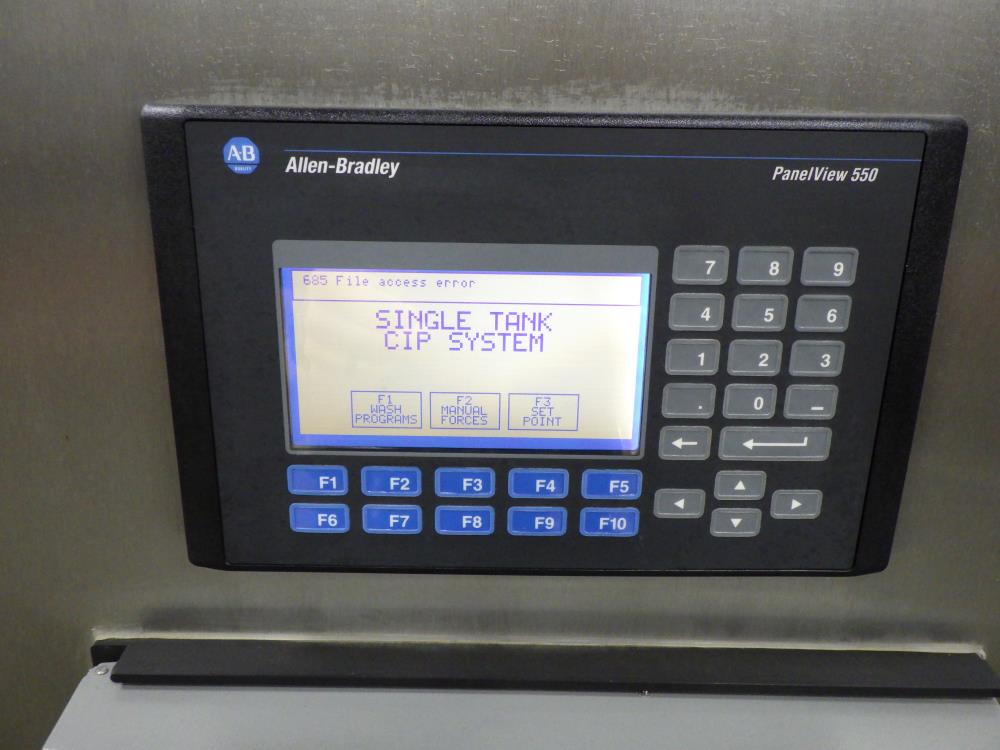 A·B
QUALITY
Allen-Bradley
PanelView 550
685 File access error
SINGLE TANK
CIP SYSTEM
F1
WASH
PROGRAMS
F2
MANUAL
FORCES
F3
SET
POINT
7 8 9
4 5 6
1 2 3
. 0 –
F1 F2 F3 F4 F5
F6 F7 F8 F9 F10